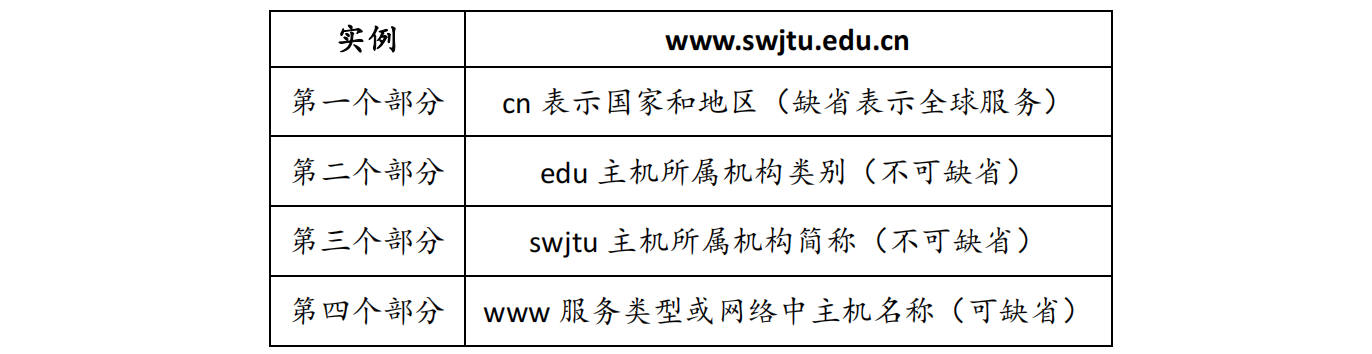 实例 www.swjtu.edu.cn
第一个部分 cn 表示国家和地区（缺省表示全球服务）
第二个部分 edu 主机所属机构类别（不可缺省）
第三个部分 swjtu 主机所属机构简称（不可缺省）
第四个部分 www 服务类型或网络中主机名称（可缺省）